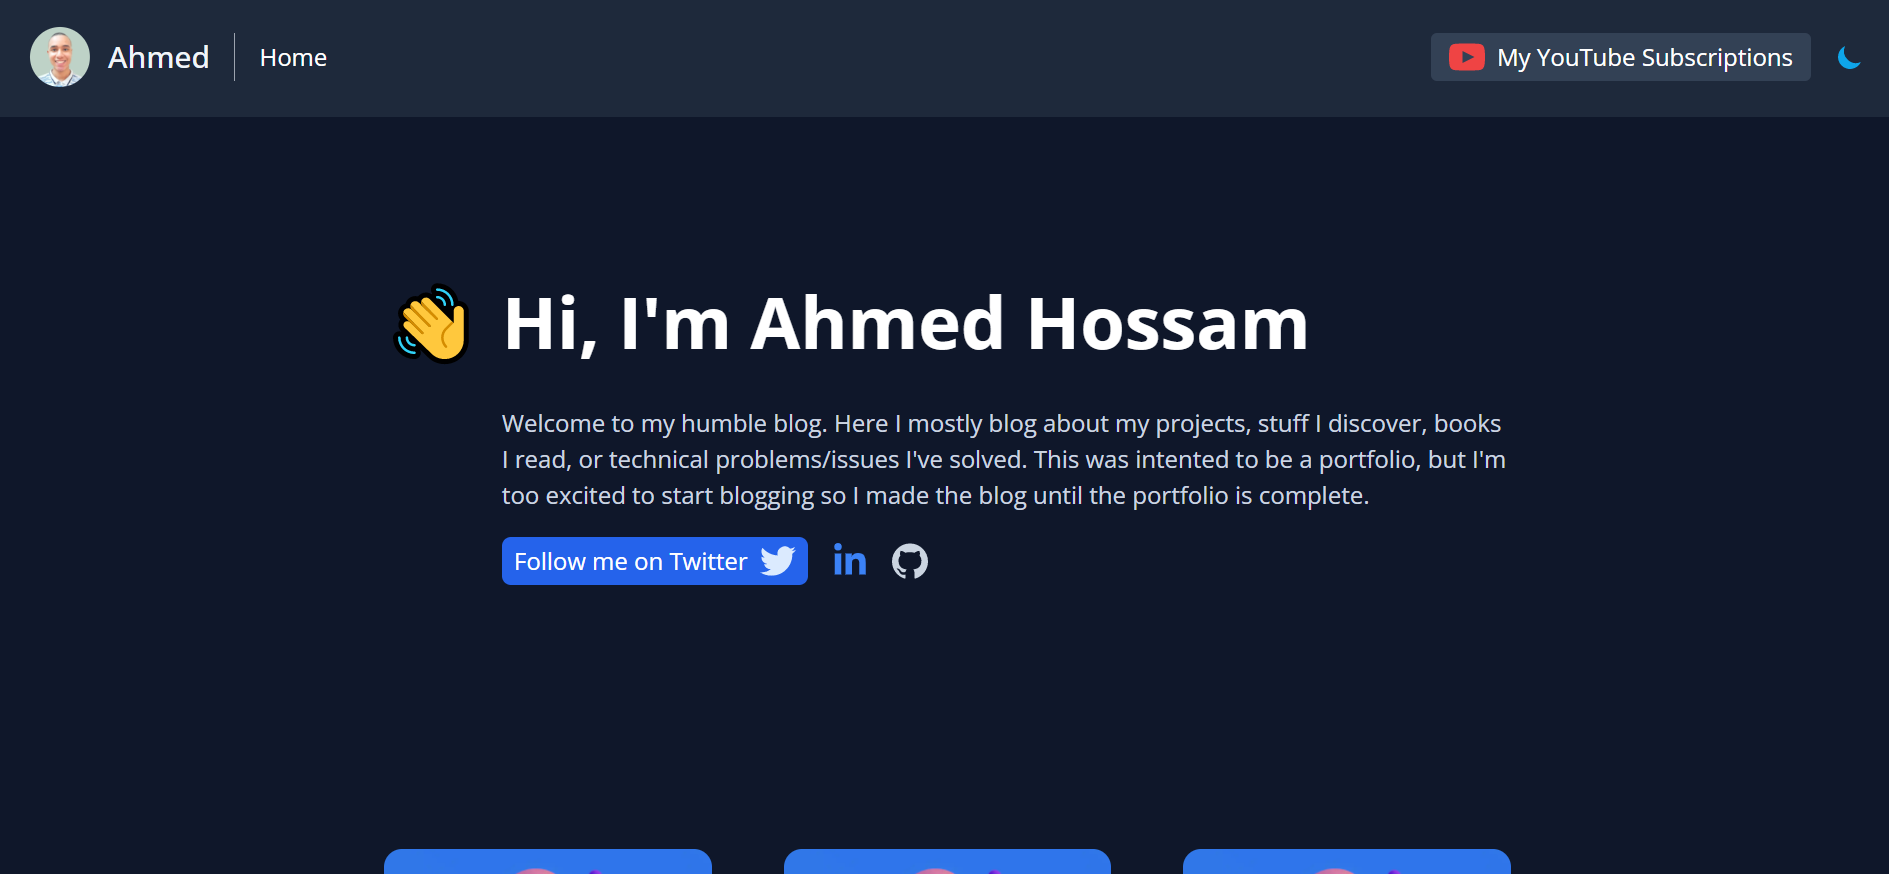 Ahmed
Home
My YouTube Subscriptions
Hi, I'm Ahmed Hossam
Welcome to my humble blog. Here I mostly blog about my projects, stuff I discover, books
I read, or technical problems/issues I've solved. This was intented to be a portfolio, but I'm
too excited to start blogging so I made the blog until the portfolio is complete.
Follow me on Twitter
in